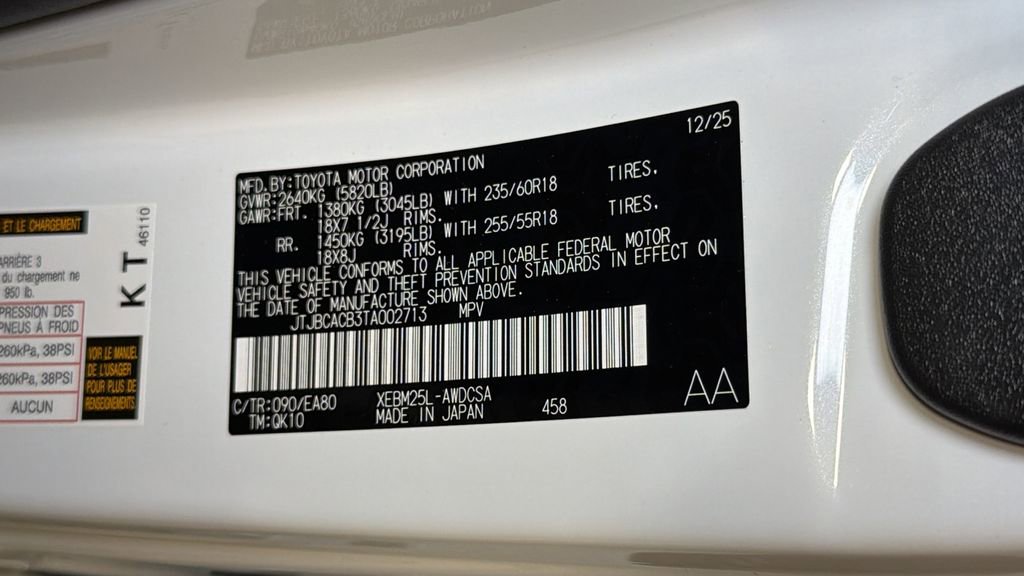 ET LE CHARGEMENT
ARRIÈRE 3
du chargement ne
950 lb.
PRESSION DES
PNEUS À FROID
260kPa, 38PSI
260kPa, 38PSI
AUCUN
VOIR LE MANUEL
DE L'USAGER
POUR PLUS DE
RENSEIGNEMENTS
K T 46110
12/25
MFD.BY:TOYOTA MOTOR CORPORATION
GVWR:2640KG (5820LB)
GAWR:FRT. 1380KG (3045LB) WITH 235/60R18 TIRES.
18X7 1/2J RIMS.
RR. 1450KG (3195LB) WITH 255/55R18 TIRES.
18X8J RIMS.
THIS VEHICLE CONFORMS TO ALL APPLICABLE FEDERAL MOTOR
VEHICLE SAFETY AND THEFT PREVENTION STANDARDS IN EFFECT ON
THE DATE OF MANUFACTURE SHOWN ABOVE.
JTJBCACB3TA002713 MPV
C/TR:090/EA80 XEBM25L-AWDCSA
TM:QK10 MADE IN JAPAN 458
AA